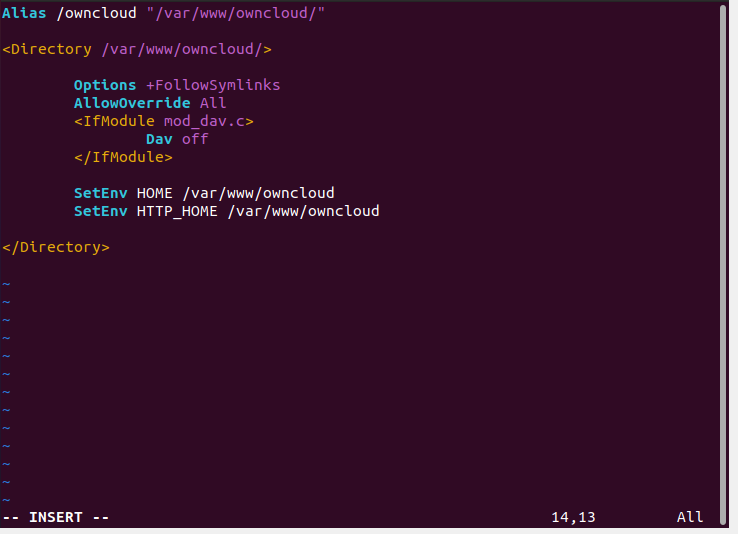 Alias /owncloud "/var/www/owncloud/"
<Directory /var/www/owncloud/>
Options +FollowSymlinks
AllowOverride All
<IfModule mod_dav.c>
Dav off
</IfModule>
SetEnv HOME /var/www/owncloud
SetEnv HTTP_HOME /var/www/owncloud
</Directory>
~
~
~
~
~
~
~
~
~
~
~
~
~
-- INSERT -- 14,13 All